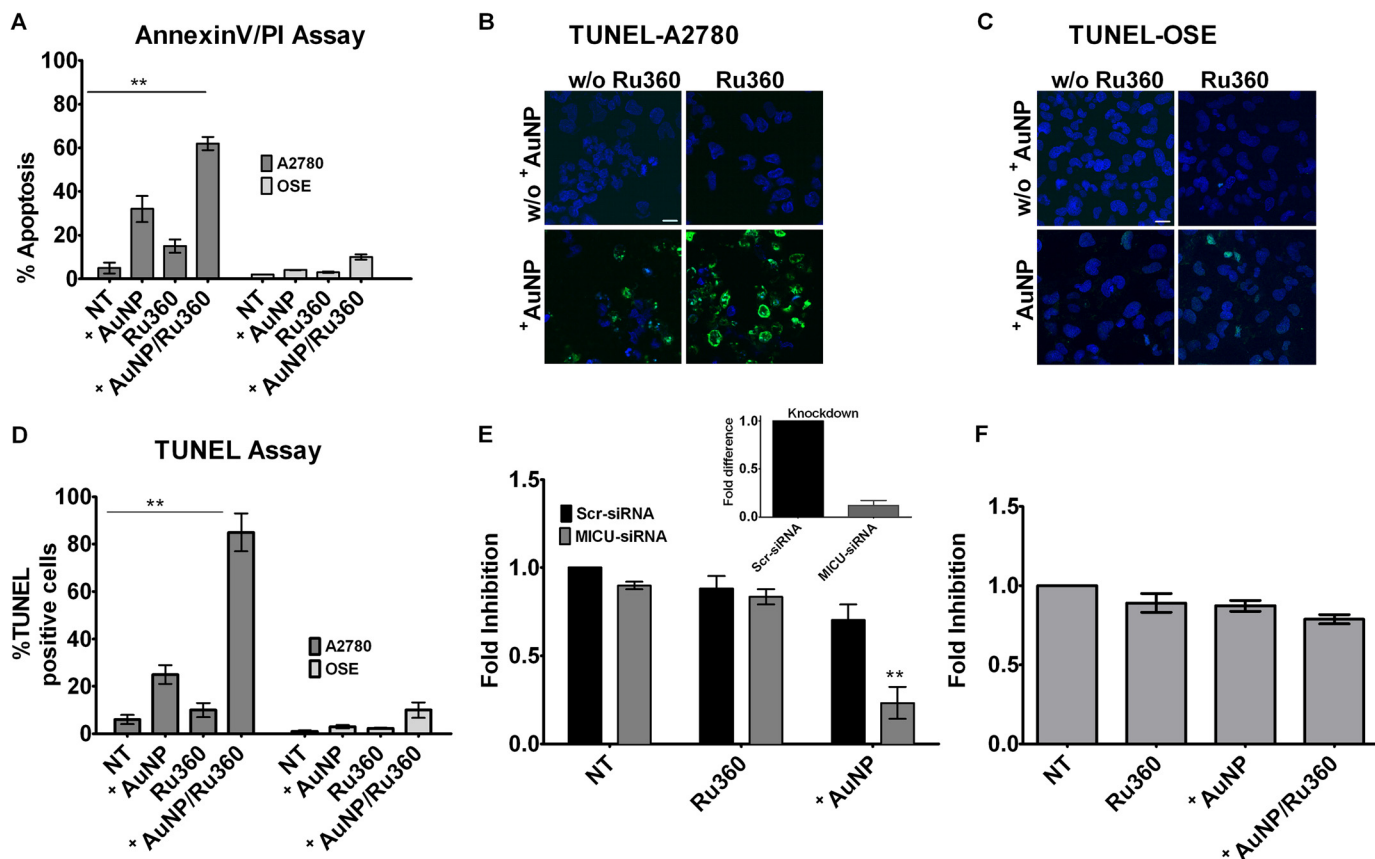 A
AnnexinV/PI Assay
% Apoptosis
100
80
60
40
20
0
**
A2780
OSE
NT
+ AuNP
Ru360
+ AuNP/Ru360
NT
+ AuNP
Ru360
+ AuNP/Ru360
B
TUNEL-A2780
w/o Ru360
Ru360
w/o +AuNP
+AuNP
C
TUNEL-OSE
w/o Ru360
Ru360
w/o +AuNP
+AuNP
D
TUNEL Assay
%TUNEL
positive cells
100
80
60
40
20
0
**
A2780
OSE
NT
+ AuNP
Ru360
+ AuNP/Ru360
NT
+ AuNP
Ru360
+ AuNP/Ru360
E
Fold Inhibition
1.5
1.0
0.5
0.0
Scr-siRNA
MICU-siRNA
Knockdown
Fold difference
1.0
0.5
0.0
Scr-siRNA
MICU-siRNA
**
NT
Ru360
+ AuNP
F
Fold Inhibition
1.5
1.0
0.5
0.0
NT
Ru360
+ AuNP
+ AuNP/Ru360